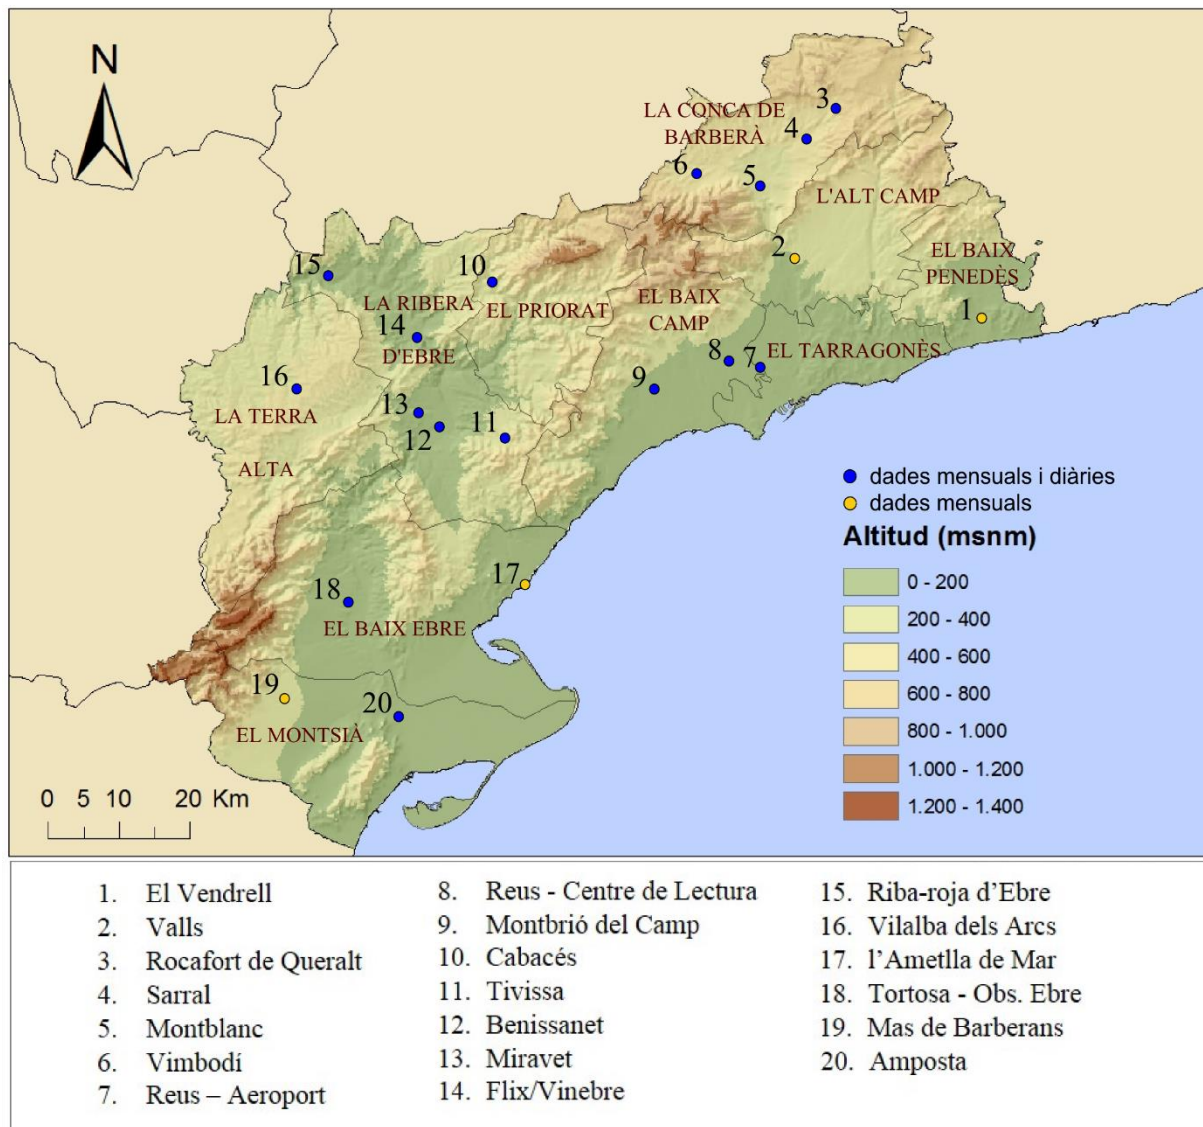 N
LA CONCA DE
BARBERÀ
3
4
6
5
L'ALT CAMP
2
EL BAIX
PENEDÈS
1
15
10
LA RIBERA
EL PRIORAT
EL BAIX
CAMP
14
D'EBRE
8
7
EL TARRAGONÈS
16
9
LA TERRA
13
12
11
ALTA
dades mensuals i diàries
dades mensuals
Altitud (msnm)
17
18
EL BAIX EBRE
0 - 200
200 - 400
400 - 600
600 - 800
800 - 1.000
1.000 - 1.200
1.200 - 1.400
19
20
EL MONTSIÀ
0 5 10 20 Km
1. El Vendrell
2. Valls
3. Rocafort de Queralt
4. Sarral
5. Montblanc
6. Vimbodí
7. Reus – Aeroport
8. Reus - Centre de Lectura
9. Montbrió del Camp
10. Cabacés
11. Tivissa
12. Benissanet
13. Miravet
14. Flix/Vinebre
15. Riba-roja d’Ebre
16. Vilalba dels Arcs
17. l’Ametlla de Mar
18. Tortosa - Obs. Ebre
19. Mas de Barberans
20. Amposta